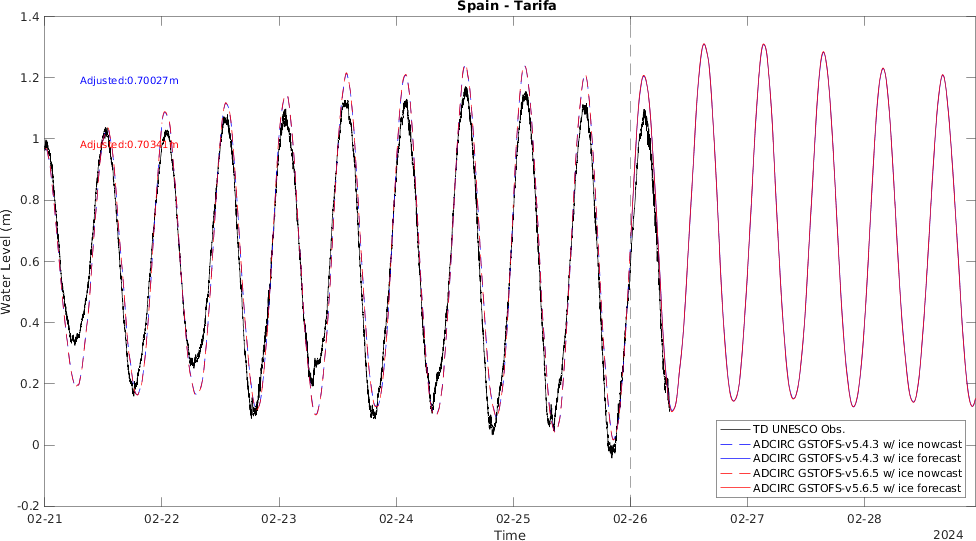 Spain - Tarifa
1.4
1.2
1
0.8
0.6
0.4
0.2
0
-0.2
Water Level (m)
Adjusted:0.70027m
Adjusted:0.70341m
TD UNESCO Obs.
ADCIRC GSTOFS-v5.4.3 w/ ice nowcast
ADCIRC GSTOFS-v5.4.3 w/ ice forecast
ADCIRC GSTOFS-v5.6.5 w/ ice nowcast
ADCIRC GSTOFS-v5.6.5 w/ ice forecast
02-21 02-22 02-23 02-24 02-25 02-26 02-27 02-28
Time
2024